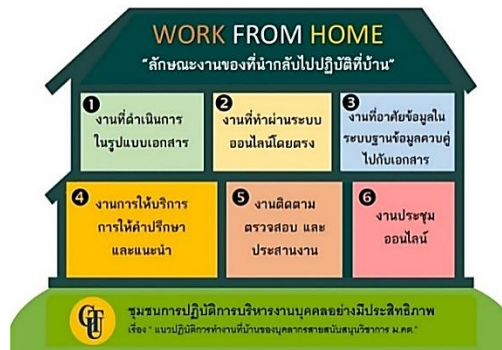 WORK FROM HOME
"ลักษณะงานของที่นำกลับไปปฏิบัติที่บ้าน"
1
งานที่ดำเนินการ
ในรูปแบบเอกสาร
2
งานที่ทำผ่านระบบ
ออนไลน์โดยตรง
3
งานที่อาศัยข้อมูลใน
ระบบฐานข้อมูลควบคู่
ไปกับเอกสาร
4
งานการให้บริการ
การให้คำปรึกษา
และแนะนำ
5
งานติดตาม
ตรวจสอบ และ
ประสานงาน
6
งานประชุม
ออนไลน์
ชุมชนการปฏิบัติการบริหารงานบุคคลอย่างมีประสิทธิภาพ
เรื่อง " แนวปฏิบัติการทำงานที่บ้านของบุคลากรสายสนับสนุนวิชาการ